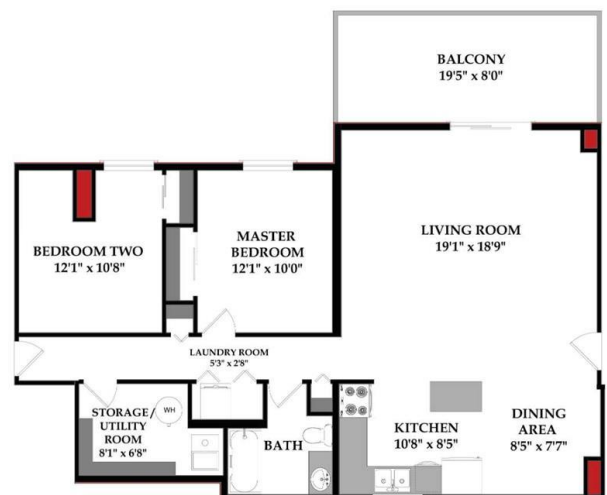 BALCONY
19'5" x 8'0"
BEDROOM TWO
12'1" x 10'8"
MASTER
BEDROOM
12'1" x 10'0"
LIVING ROOM
19'1" x 18'9"
LAUNDRY ROOM
5'3" x 2'8"
STORAGE/
UTILITY
ROOM
8'1" x 6'8"
WH
BATH
KITCHEN
10'8" x 8'5"
DINING
AREA
8'5" x 7'7"